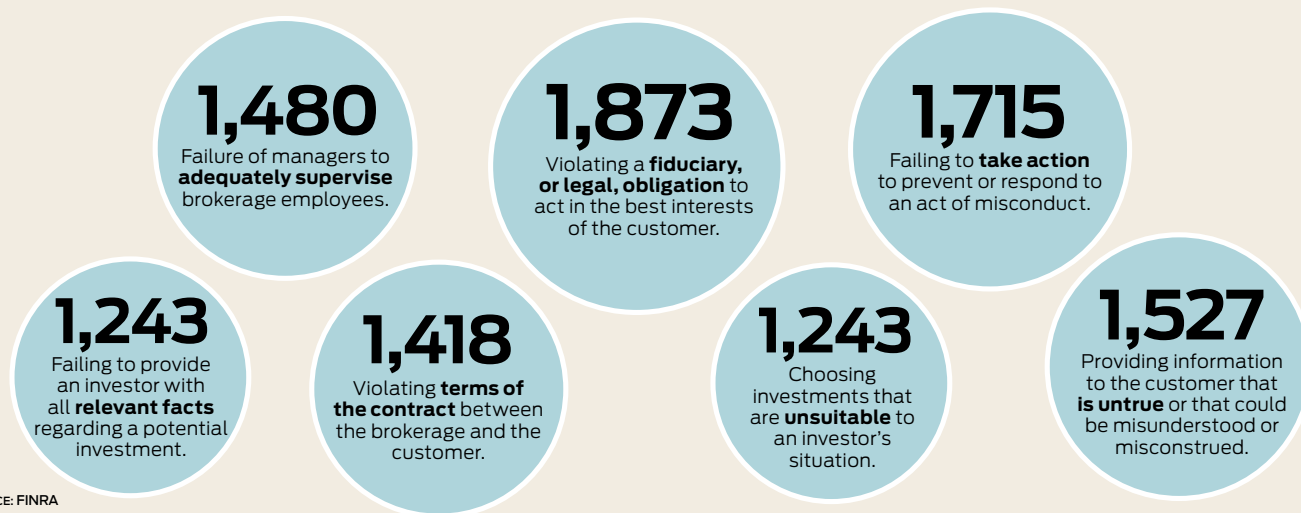 1,480
Failure of managers to
adequately supervise
brokerage employees.
1,873
Violating a fiduciary,
or legal, obligation to
act in the best interests
of the customer.
1,715
Failing to take action
to prevent or respond to
an act of misconduct.
1,243
Failing to provide
an investor with
all relevant facts
regarding a potential
investment.
1,418
Violating terms of
the contract between
the brokerage and the
customer.
1,243
Choosing
investments that
are unsuitable to
an investor’s
situation.
1,527
Providing information
to the customer that
is untrue or that could
be misunderstood or
misconstrued.
CE: FINRA